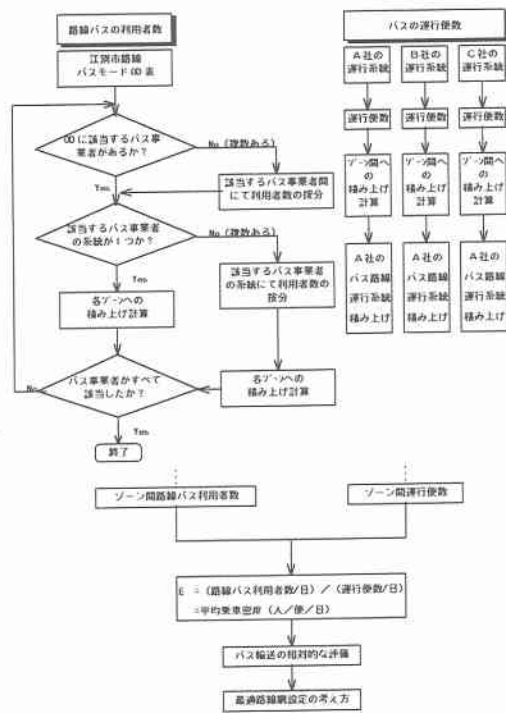 路線バスの利用者数
江別市路線
バスモードOD表
ODに該当するバス事
業者があるか？
No (複数ある)
Yes
該当するバス事業者間
にて利用者数の按分
該当するバス事業者
の系統が1つか？
No (複数ある)
Yes
該当するバス事業者
の系統にて利用者数の
按分
各ゾーンへの
積み上げ計算
バス事業者がすべて
該当したか？
No
各ゾーンへの
積み上げ計算
Yes
終了
バスの運行便数
A社の
運行系統
B社の
運行系統
C社の
運行系統
運行便数
運行便数
運行便数
ゾーン間へ
の積み上げ
計算
ゾーン間へ
の積み上げ
計算
ゾーン間へ
の積み上げ
計算
A社の
バス路線
運行系統
積み上げ
A社の
バス路線
運行系統
積み上げ
A社の
バス路線
運行系統
積み上げ
ゾーン間路線バス利用者数
ゾーン間運行便数
E =(路線バス利用者数/日)/(運行便数/日)
=平均乗車密度(人/便/日)
バス輸送の相対的な評価
最適路線網設定の考え方